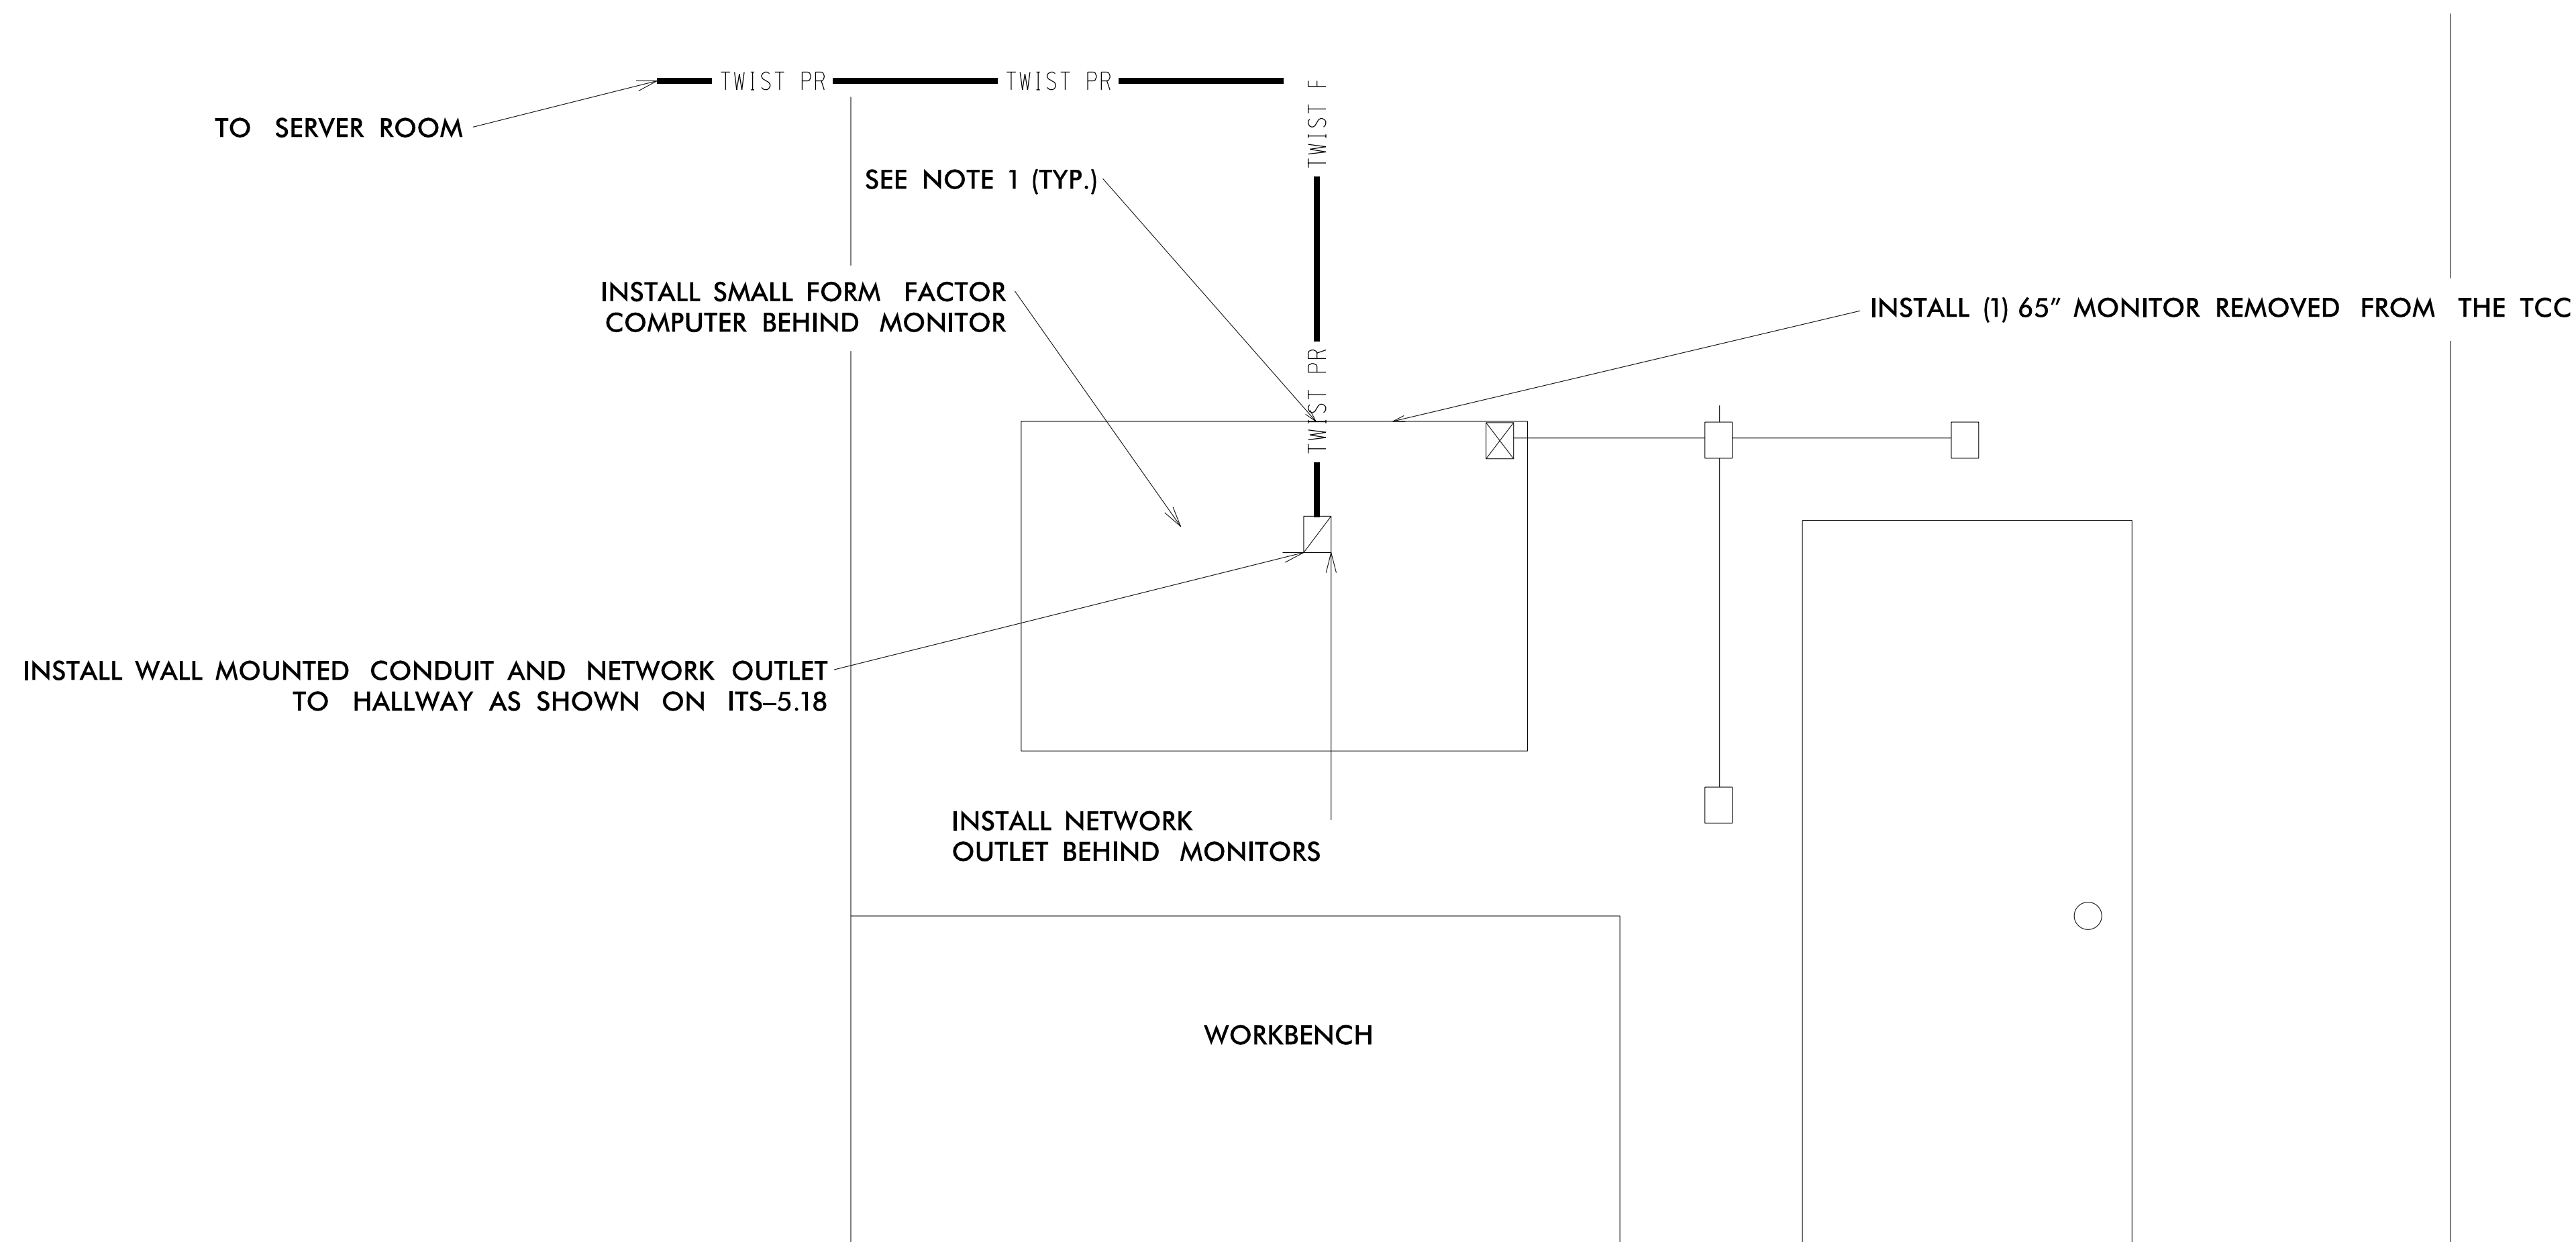 TWIST PR TWIST PR
TWIST P
TO SERVER ROOM
SEE NOTE 1 (TYP.)
INSTALL SMALL FORM FACTOR
COMPUTER BEHIND MONITOR
INSTALL (1) 65" MONITOR REMOVED FROM THE TCC
TWIST PR
INSTALL WALL MOUNTED CONDUIT AND NETWORK OUTLET
TO HALLWAY AS SHOWN ON ITS-5.18
INSTALL NETWORK
OUTLET BEHIND MONITORS
WORKBENCH